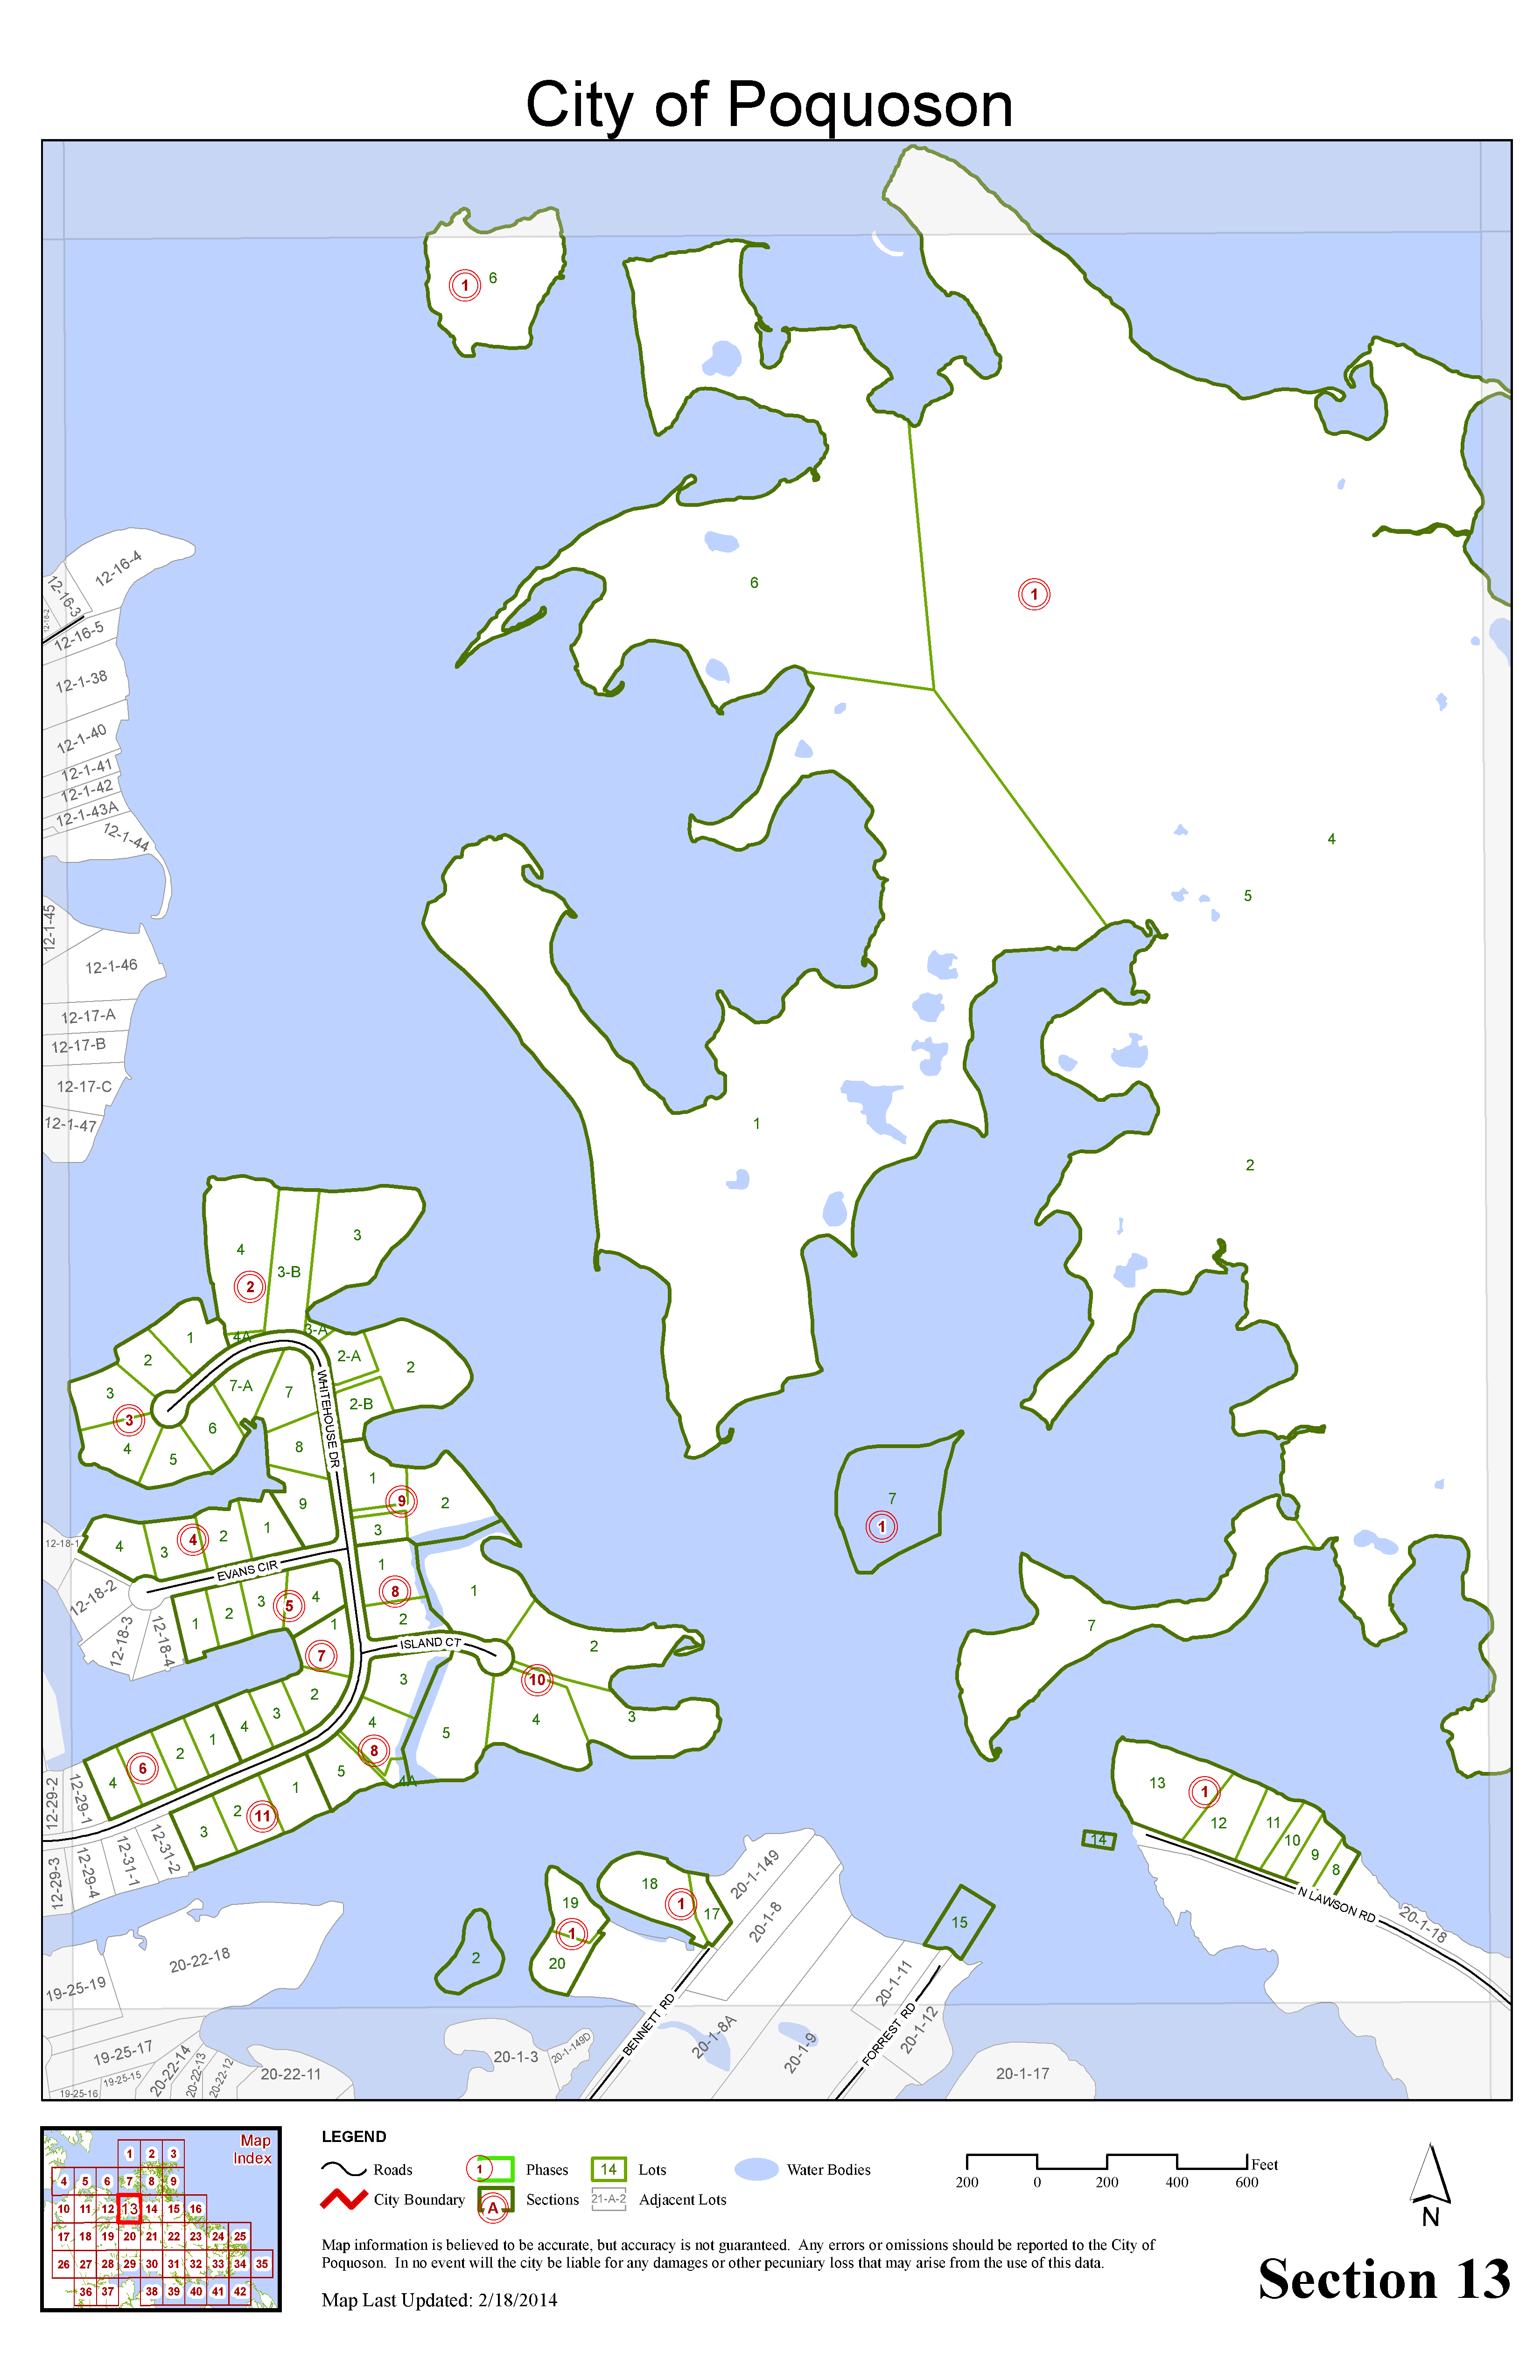 City of Poquoson
1
6
12-16-4
12-16-3
12-16-2
12-16-5
12-1-38
12-1-40
12-1-41
12-1-42
12-1-43A
12-1-44
12-1-45
12-1-46
12-17-A
12-17-B
12-17-C
12-1-47
6
1
4
5
1
2
4
2
3-B
3
4A
3-A
1
2
3
3
4
5
6
7-A
7
8
9
2-A
2
2-B
WHITEHOUSE DR
1
9
2
3
4
3
4
2
1
EVANS CIR
12-18-1
12-18-2
12-18-3
12-18-4
1
2
3
5
4
1
7
2
1
8
2
ISLAND CT
1
2
10
3
4
5
3
4
8
4A
5
4
6
2
1
4
3
3
2
11
1
12-29-2
12-29-1
12-29-3
12-29-4
12-31-1
12-31-2
7
1
7
13
1
12
11
10
9
8
14
N LAWSON RD
20-1-18
18
1
17
19
1
20
2
15
20-1-149
20-1-8
20-1-11
20-1-12
20-1-8A
20-1-9
BENNETT RD
FORREST RD
20-22-18
19-25-19
19-25-17
19-25-15
19-25-16
20-22-14
20-22-13
20-22-12
20-22-11
20-1-3
20-1-149D
20-1-17
Map
Index
1 2 3
4 5 6 7 8 9
10 11 12 13 14 15 16
17 18 19 20 21 22 23 24 25
26 27 28 29 30 31 32 33 34 35
36 37 38 39 40 41 42
LEGEND
Roads
1 Phases
14 Lots
Water Bodies
City Boundary
A Sections
21-A-2 Adjacent Lots
200 0 200 400 600 Feet
N
Map information is believed to be accurate, but accuracy is not guaranteed. Any errors or omissions should be reported to the City of
Poquoson. In no event will the city be liable for any damages or other pecuniary loss that may arise from the use of this data.
Map Last Updated: 2/18/2014
Section 13